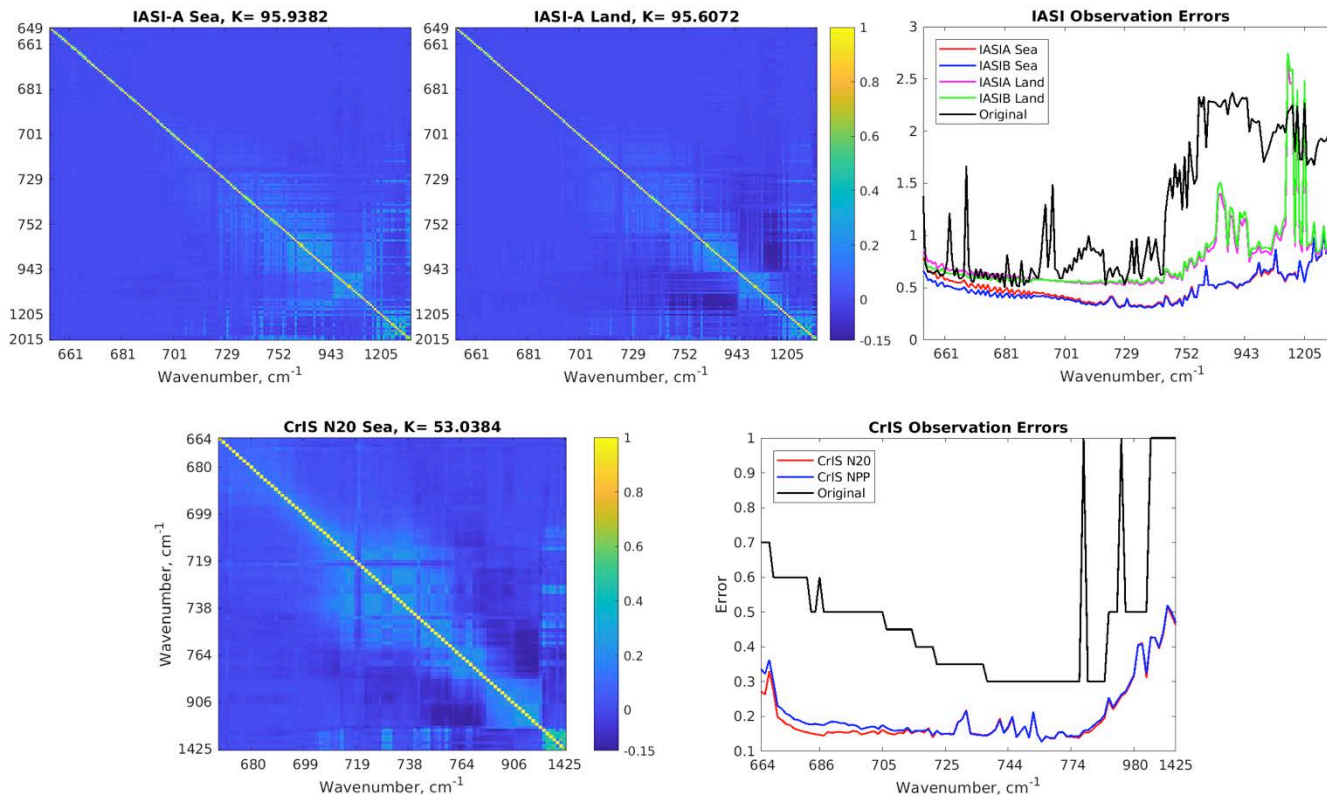 IASI-A Sea, K= 95.9382
649
661
681
701
729
752
943
1205
2015
661 681 701 729 752 943 1205
Wavenumber, cm-1
IASI-A Land, K= 95.6072
649
661
681
701
729
752
943
1205
2015
661 681 701 729 752 943 1205
Wavenumber, cm-1
1
0.8
0.6
0.4
0.2
0
-0.15
IASI Observation Errors
3
2.5
2
1.5
1
0.5
0
IASIA Sea
IASIB Sea
IASIA Land
IASIB Land
Original
661 681 701 729 752 943 1205
Wavenumber, cm-1
CrIS N20 Sea, K= 53.0384
Wavenumber, cm-1
664
680
699
719
738
764
906
1425
680 699 719 738 764 906 1425
Wavenumber, cm-1
1
0.8
0.6
0.4
0.2
0
-0.15
CrIS Observation Errors
Error
1
0.9
0.8
0.7
0.6
0.5
0.4
0.3
0.2
0.1
CrIS N20
CrIS NPP
Original
664 686 705 725 742 774 980 1425
Wavenumber, cm-1